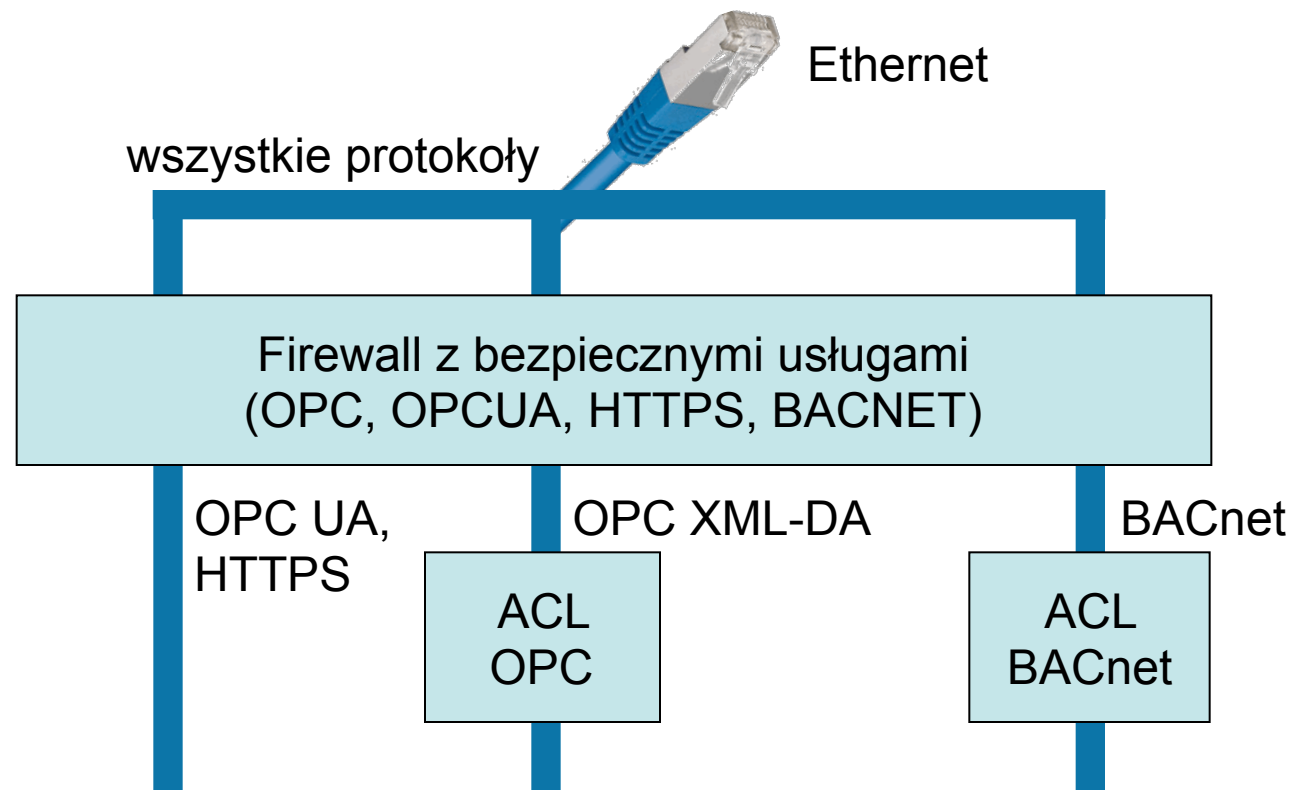 Ethernet
wszystkie protokoły
Firewall z bezpiecznymi usługami
(OPC, OPCUA, HTTPS, BACNET)
OPC UA,
HTTPS
OPC XML-DA
BACnet
ACL
OPC
ACL
BACnet